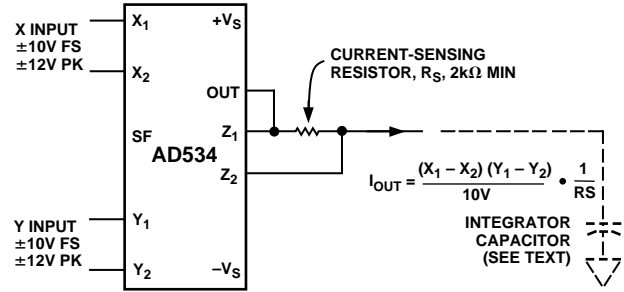 X INPUT
±10V FS
±12V PK
X1
X2
SF
AD534
Y1
Y2
+VS
OUT
Z1
Z2
−VS
Y INPUT
±10V FS
±12V PK
CURRENT-SENSING
RESISTOR, RS, 2kΩ MIN
IOUT = (X1 − X2) (Y1 − Y2) / 10V • 1 / RS
INTEGRATOR
CAPACITOR
(SEE TEXT)